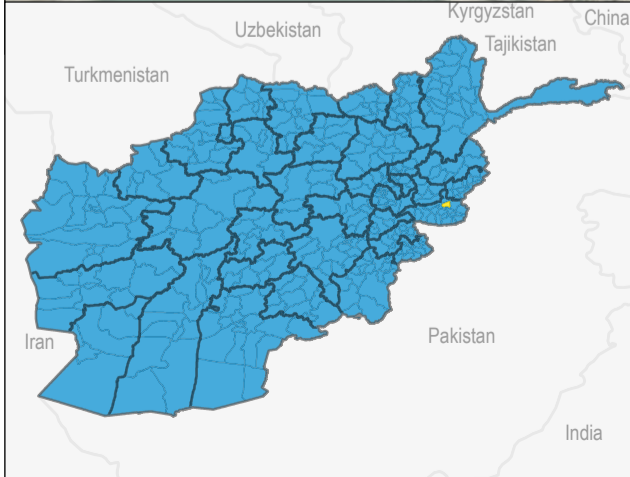 Kyrgyzstan
China
Uzbekistan
Tajikistan
Turkmenistan
Iran
Pakistan
India